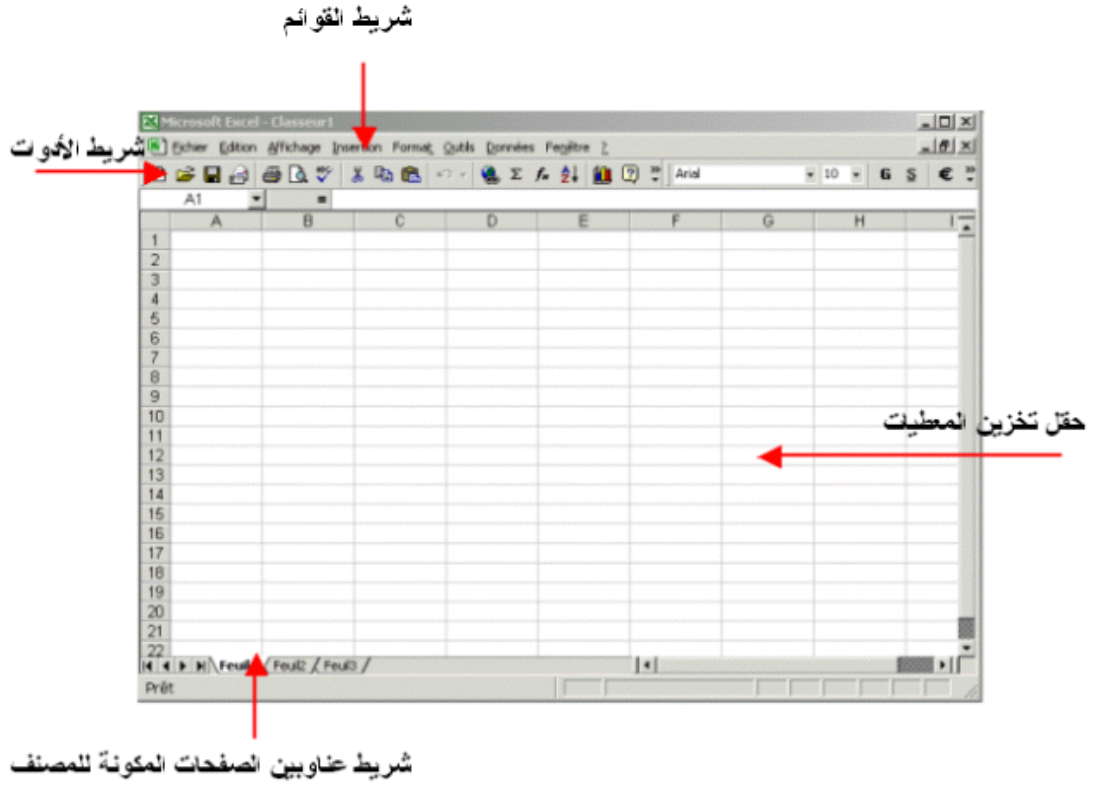 شريط القوائم
Microsoft Excel - Classeur1
شريط الأدوات
Fichier Edition Affichage Insertion Format Outils Données Fenêtre ?
Arial 10 G S €
A1 =
A B C D E F G H I
1
2
3
4
5
6
7
8
9
10
11
حقل تخزين المعطيات
12
13
14
15
16
17
18
19
20
21
22
Feuil Feuil2 Feuil3
Prêt
شريط عناويين الصفحات المكونة للمصنف